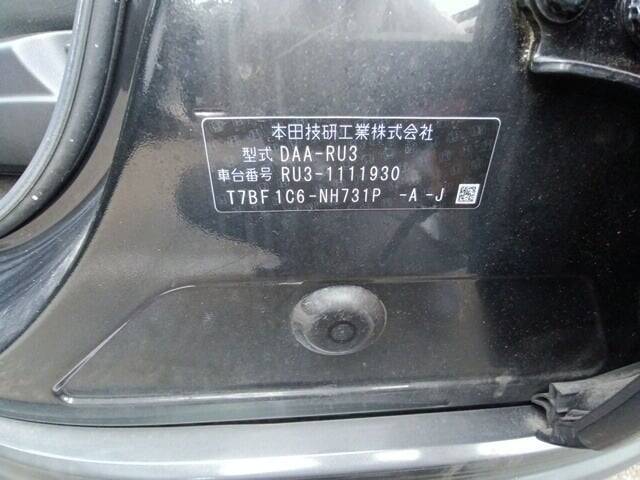 本田技研工業株式会社
型式 DAA-RU3
車台番号 RU3-1111930
T7BF1C6-NH731P -A -J